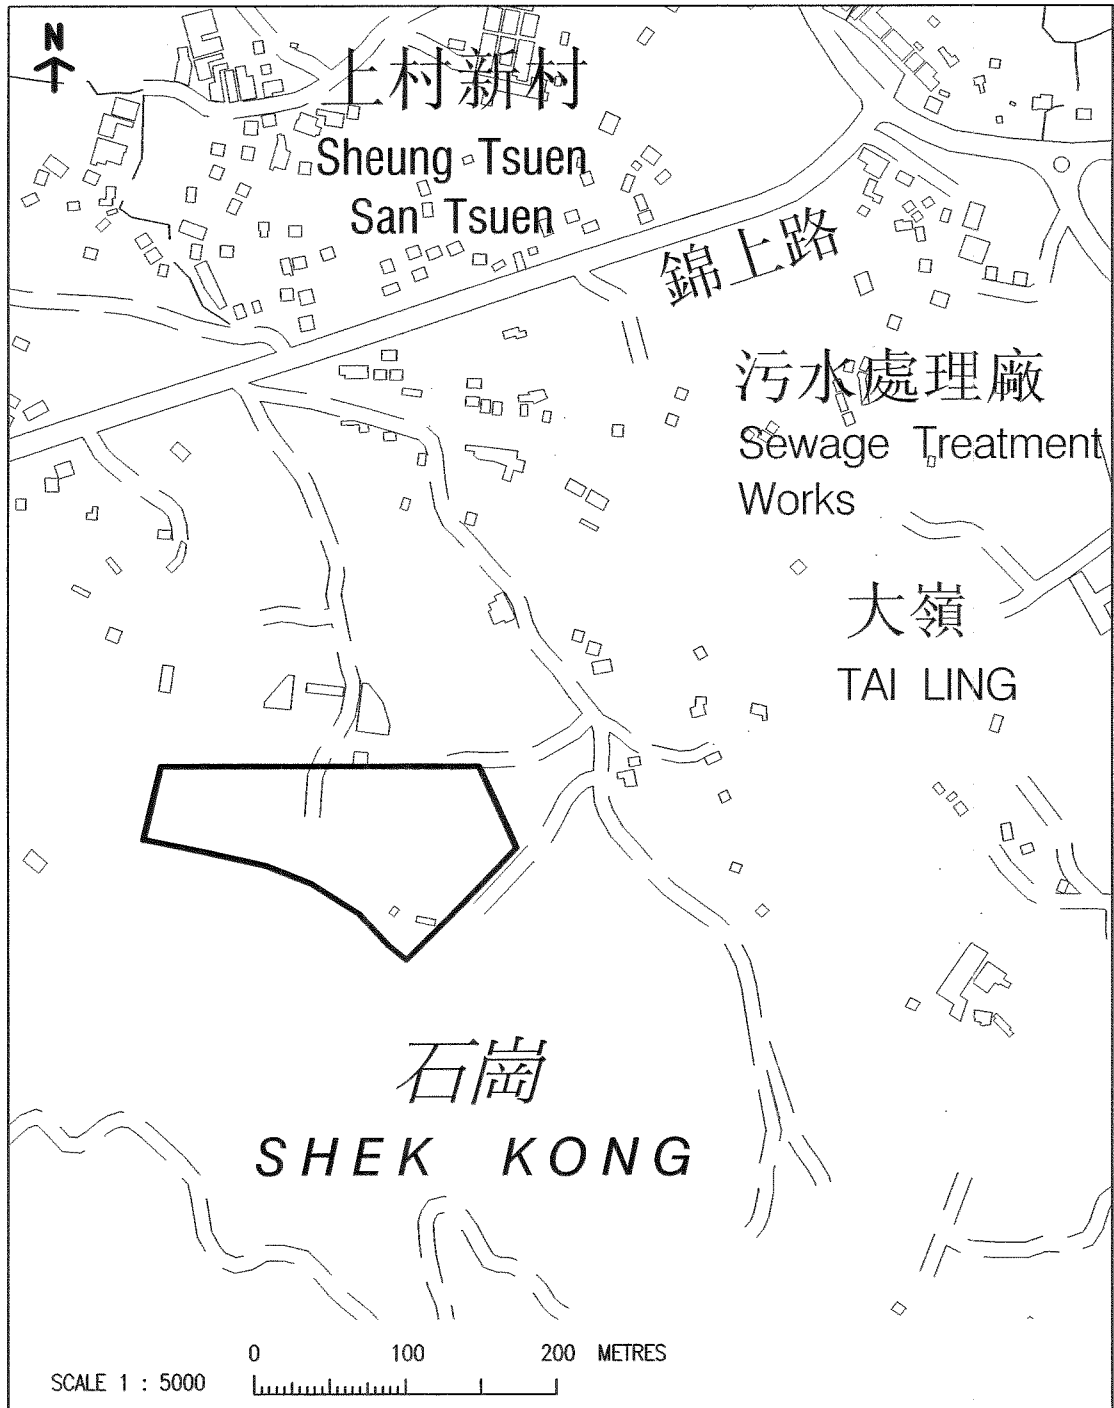 N
上村新村
Sheung Tsuen
San Tsuen
錦上路
污水處理廠
Sewage Treatment
Works
大嶺
TAI LING
石崗
SHEK KONG
0 100 200 METRES
SCALE 1 : 5000